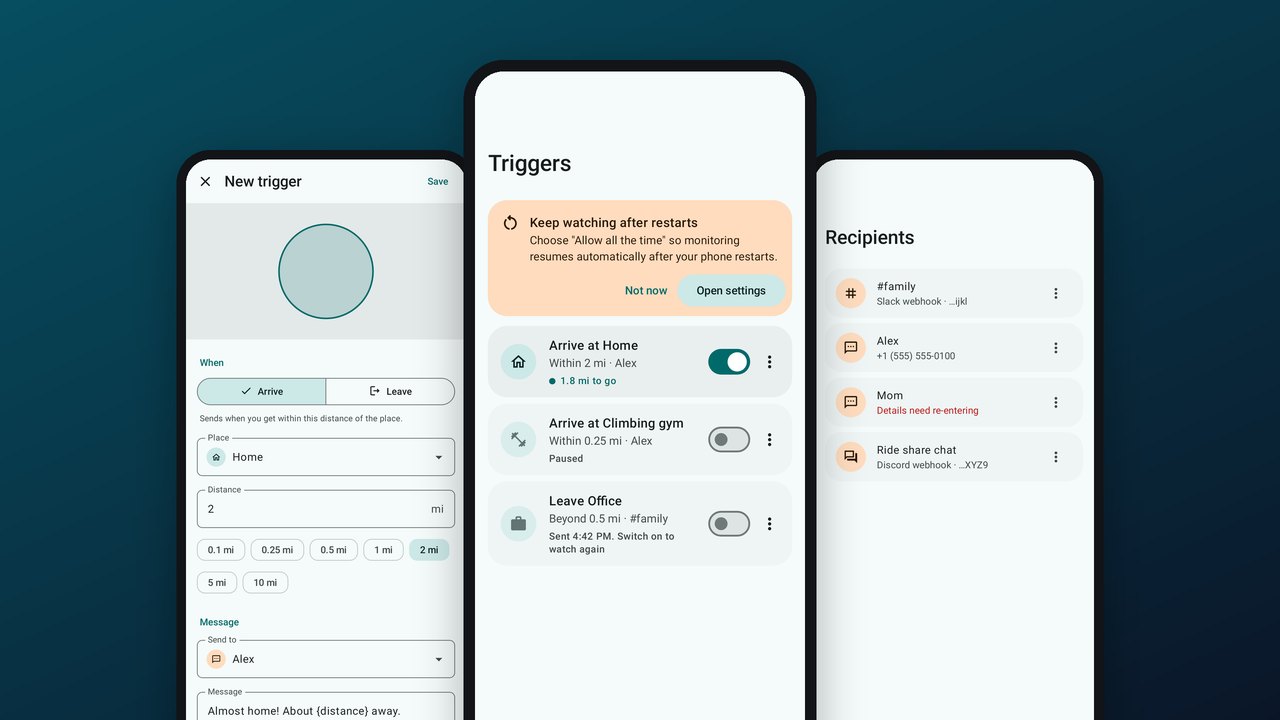 New trigger
Save
When
Arrive
Leave
Sends when you get within this distance of the place.
Place
Home
Distance
2
mi
0.1 mi
0.25 mi
0.5 mi
1 mi
2 mi
5 mi
10 mi
Message
Send to
Alex
Message
Almost home! About {distance} away.
Triggers
Keep watching after restarts
Choose "Allow all the time" so monitoring
resumes automatically after your phone restarts.
Not now
Open settings
Arrive at Home
Within 2 mi · Alex
1.8 mi to go
Arrive at Climbing gym
Within 0.25 mi · Alex
Paused
Leave Office
Beyond 0.5 mi · #family
Sent 4:42 PM. Switch on to
watch again
Recipients
#family
Slack webhook · …ijkl
Alex
+1 (555) 555-0100
Mom
Details need re-entering
Ride share chat
Discord webhook · …XYZ9